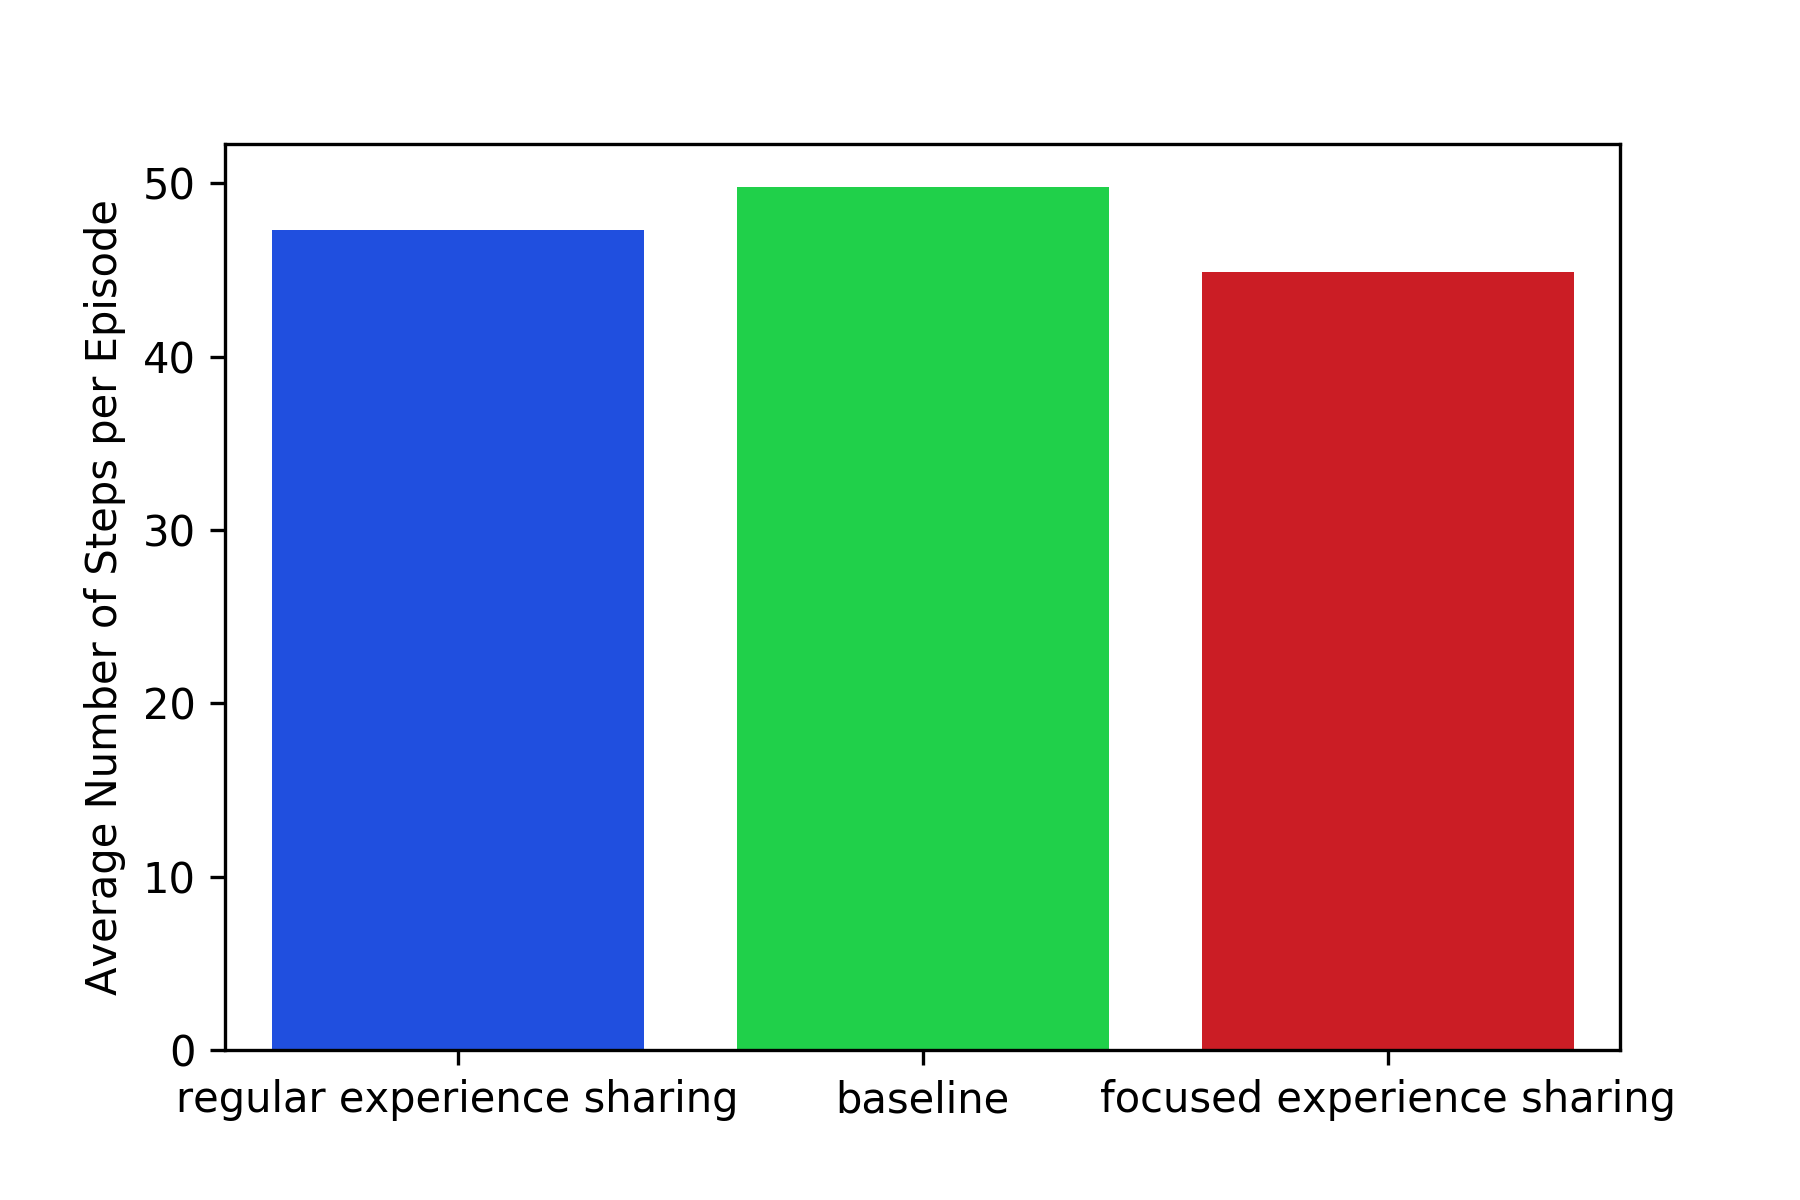 Average Number of Steps per Episode
50
40
30
20
10
0
regular experience sharing
baseline
focused experience sharing